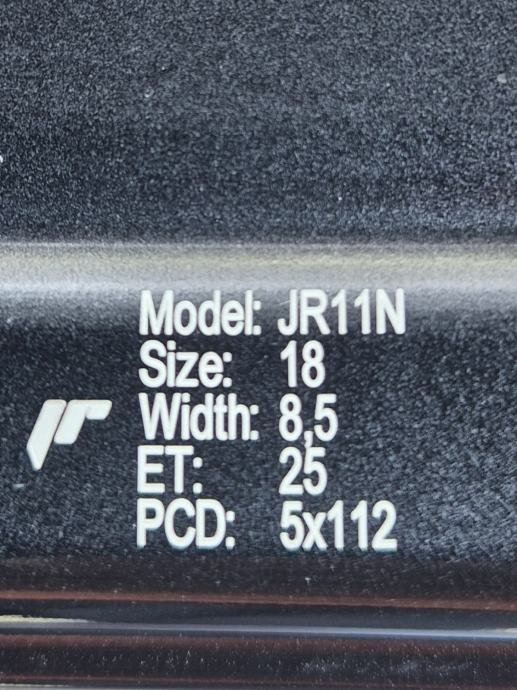 Model: JR11N
Size: 18
Width: 8,5
ET: 25
PCD: 5x112